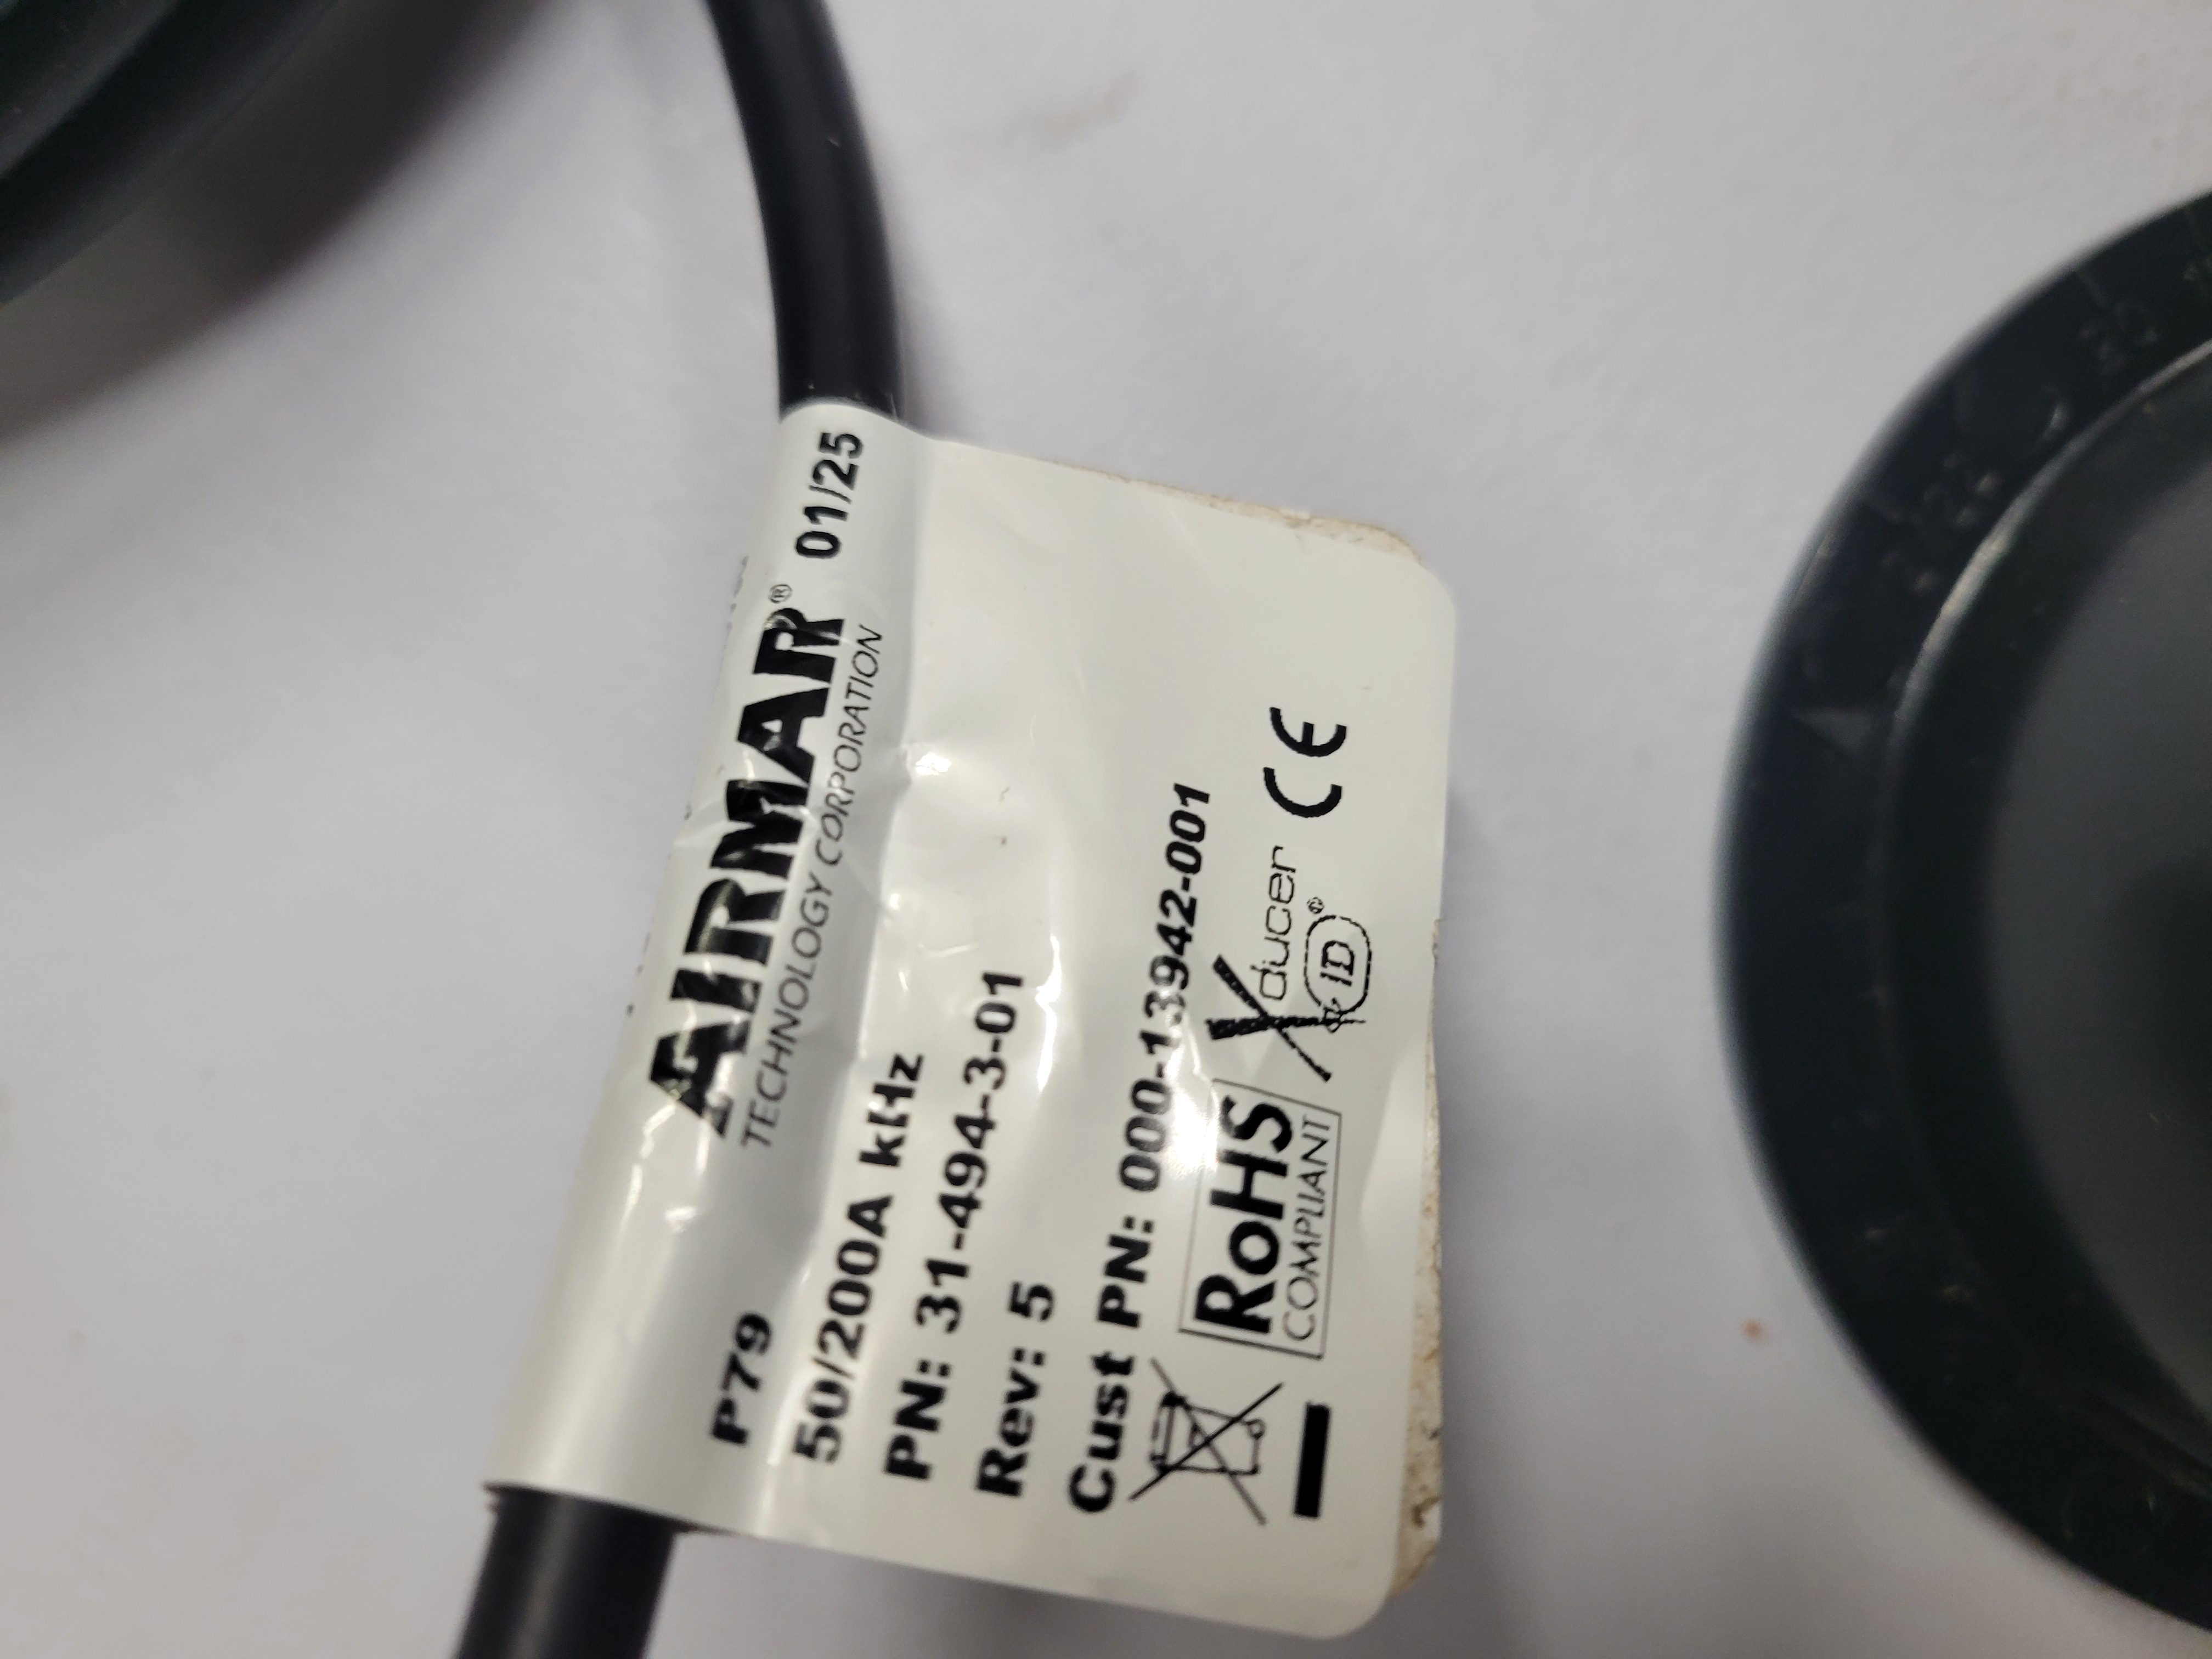 AIRMAR® 01/25
TECHNOLOGY CORPORATION
P79
50/200A kHz
PN: 31-494-3-01
Rev: 5
Cust PN: 000-13942-001
RoHS
COMPLIANT
Xducer
ID®
CE